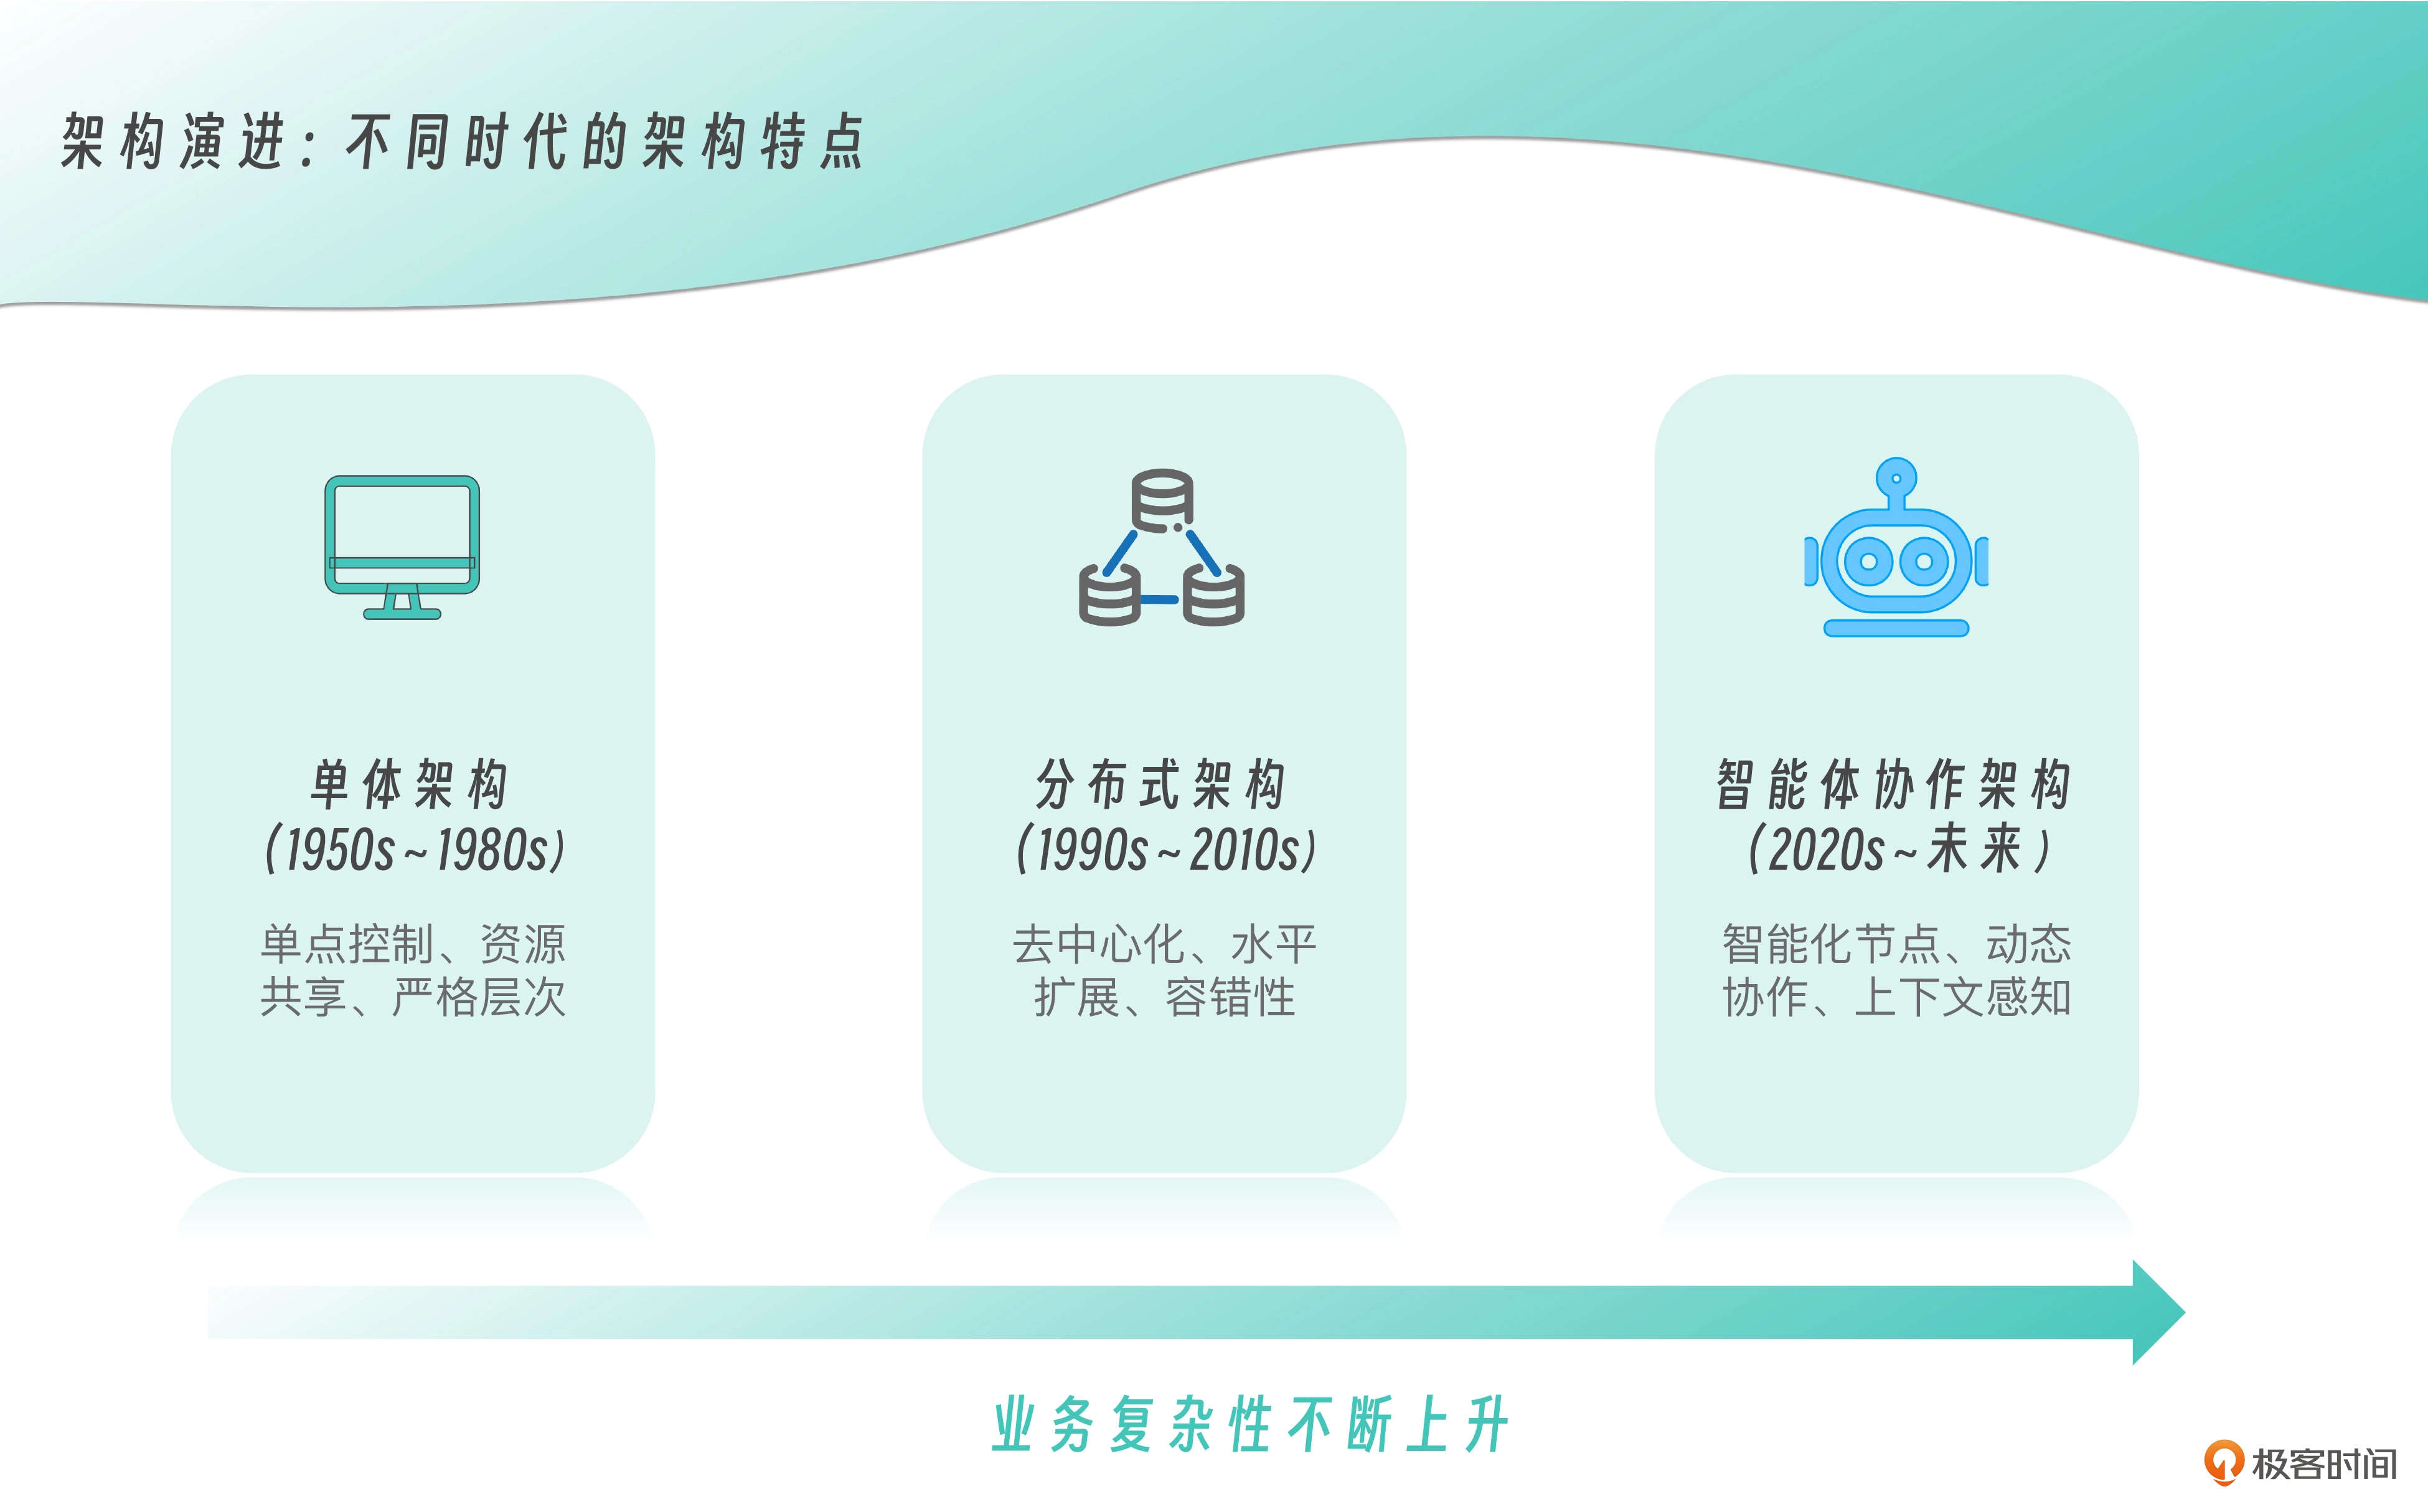 架构演进：不同时代的架构特点
单体架构
（1950s~1980s）
单点控制、资源
共享、严格层次
分布式架构
（1990s~2010s）
去中心化、水平
扩展、容错性
智能体协作架构
（2020s~未来）
智能化节点、动态
协作、上下文感知
业务复杂性不断上升
极客时间